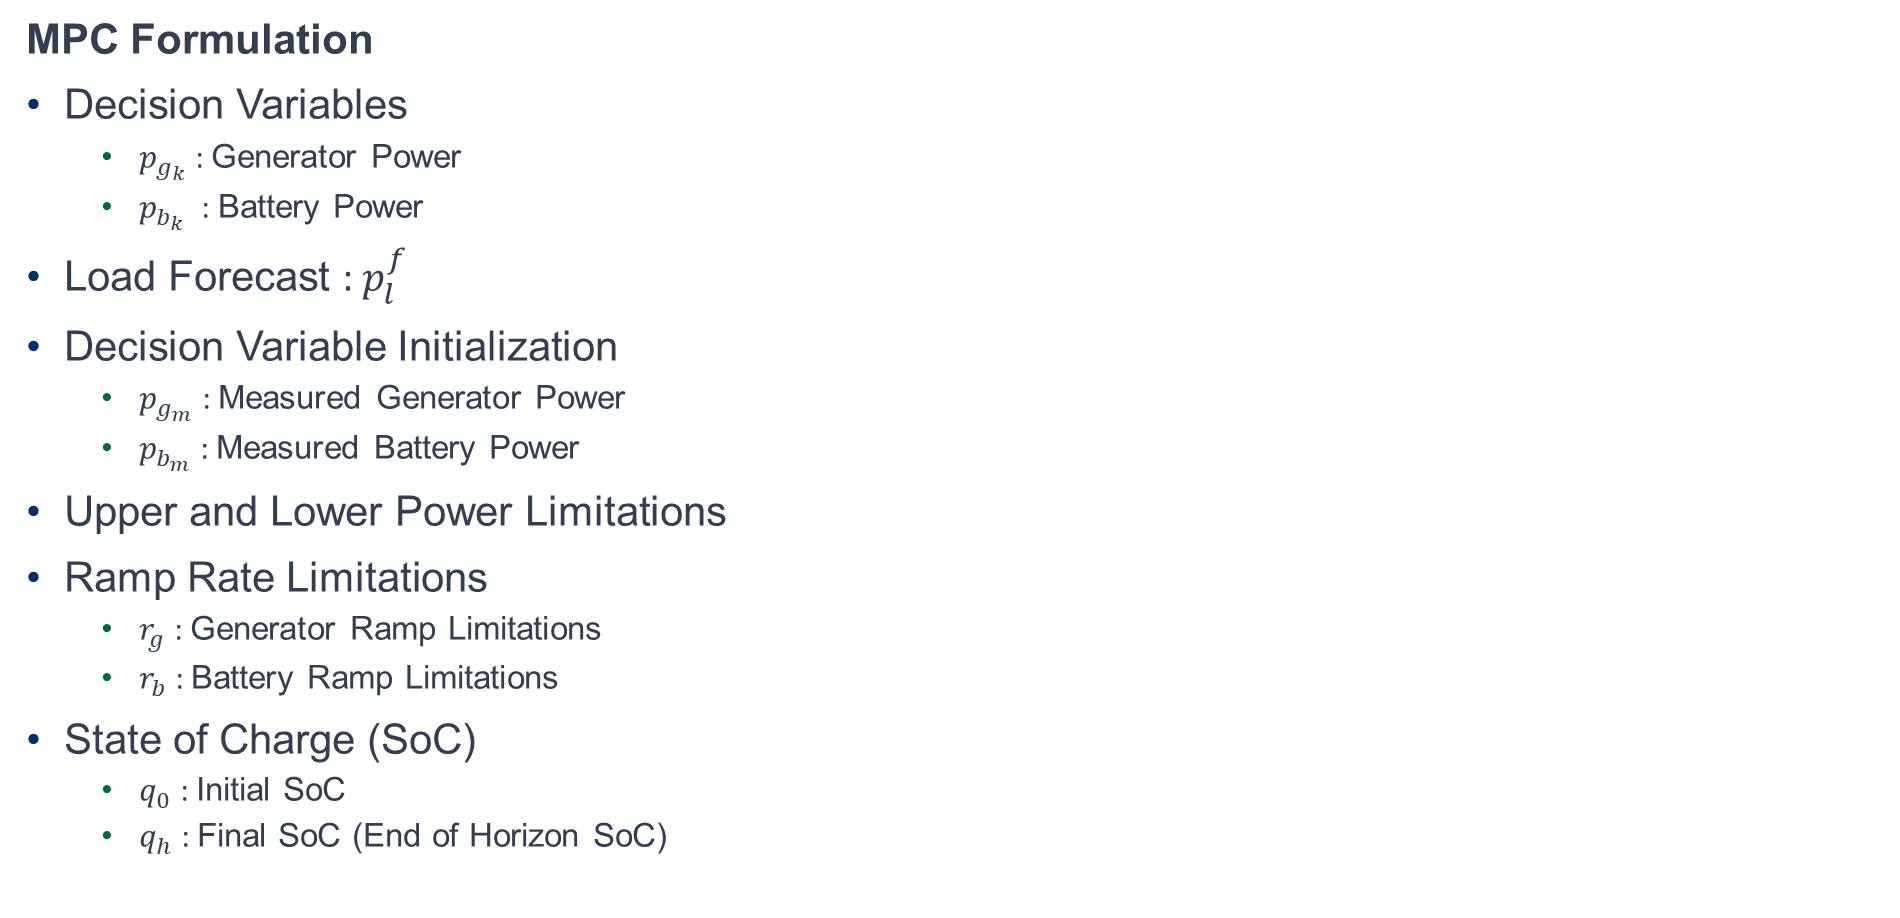 MPC Formulation
• Decision Variables
• $p_{g_k}$ : Generator Power
• $p_{b_k}$ : Battery Power
• Load Forecast : $p_l^f$
• Decision Variable Initialization
• $p_{g_m}$ : Measured Generator Power
• $p_{b_m}$ : Measured Battery Power
• Upper and Lower Power Limitations
• Ramp Rate Limitations
• $r_g$ : Generator Ramp Limitations
• $r_b$ : Battery Ramp Limitations
• State of Charge (SoC)
• $q_0$ : Initial SoC
• $q_h$ : Final SoC (End of Horizon SoC)